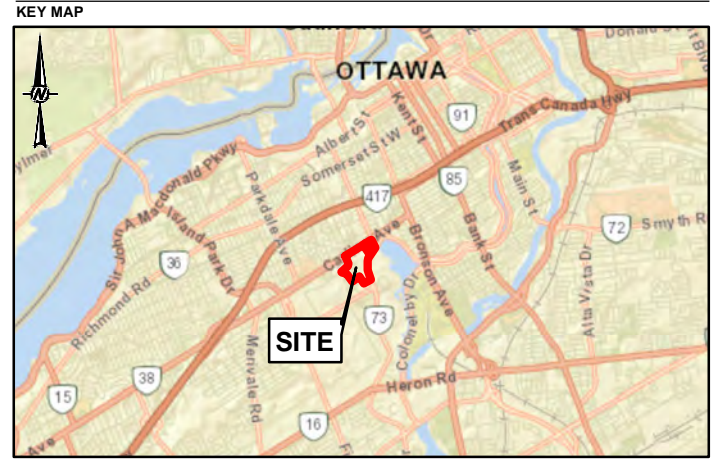 KEY MAP
N
OTTAWA
Kent St
91
Trans Canada Hwy
Albert St
Somerset St W
Sir John A Macdonald Pkwy
Parkdale Ave
417
85
Main St
Island Park Dr
36
Richmond Rd
Bronson Ave
Bank St
72
Smyth R
Alta Vista Dr
Ave
SITE
73
Colonel by Dr
Merivale Rd
38
Heron Rd
15
16
Ave